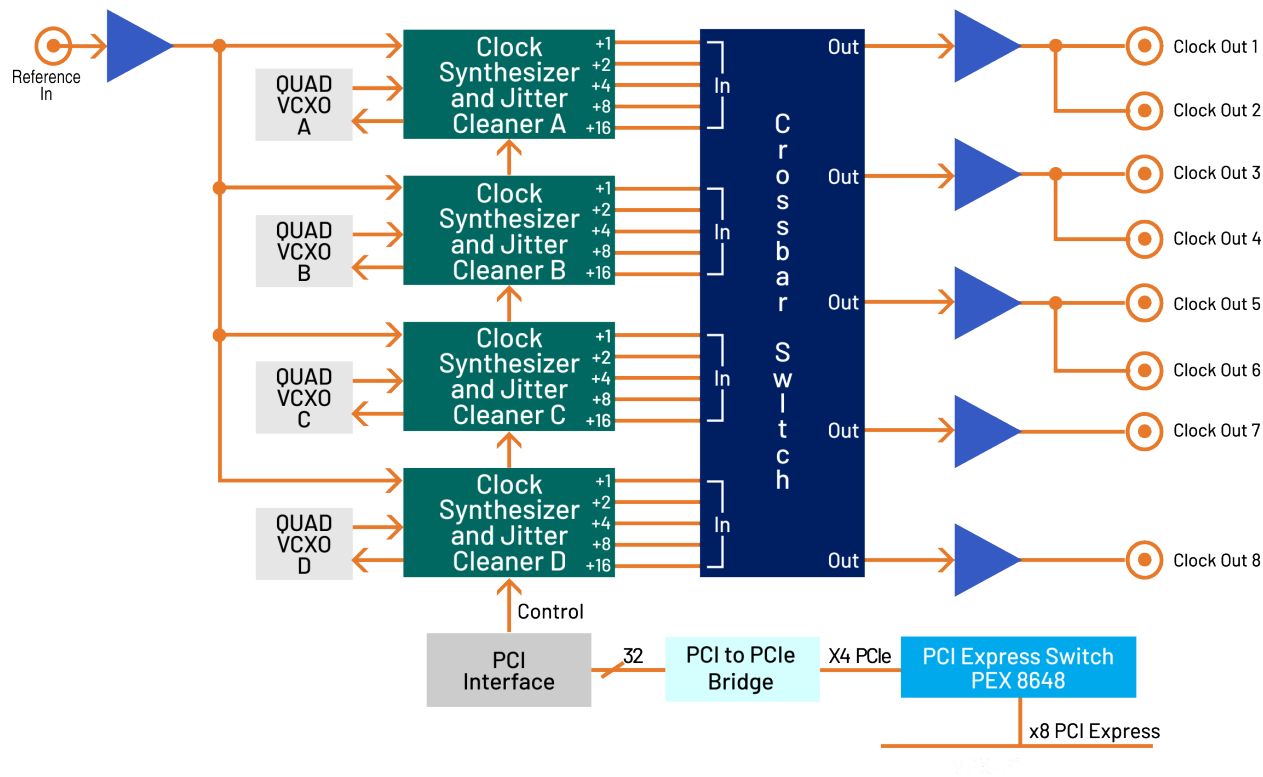 Reference
In
QUAD
VCXO
A
Clock
Synthesizer
and Jitter
Cleaner A
+1
+2
+4
+8
+16
In
QUAD
VCXO
B
Clock
Synthesizer
and Jitter
Cleaner B
+1
+2
+4
+8
+16
In
QUAD
VCXO
C
Clock
Synthesizer
and Jitter
Cleaner C
+1
+2
+4
+8
+16
In
QUAD
VCXO
D
Clock
Synthesizer
and Jitter
Cleaner D
+1
+2
+4
+8
+16
In
Crossbar SwItch
Out
Out
Out
Out
Out
Clock Out 1
Clock Out 2
Clock Out 3
Clock Out 4
Clock Out 5
Clock Out 6
Clock Out 7
Clock Out 8
Control
PCI
Interface
32
PCI to PCIe
Bridge
X4 PCIe
PCI Express Switch
PEX 8648
x8 PCI Express